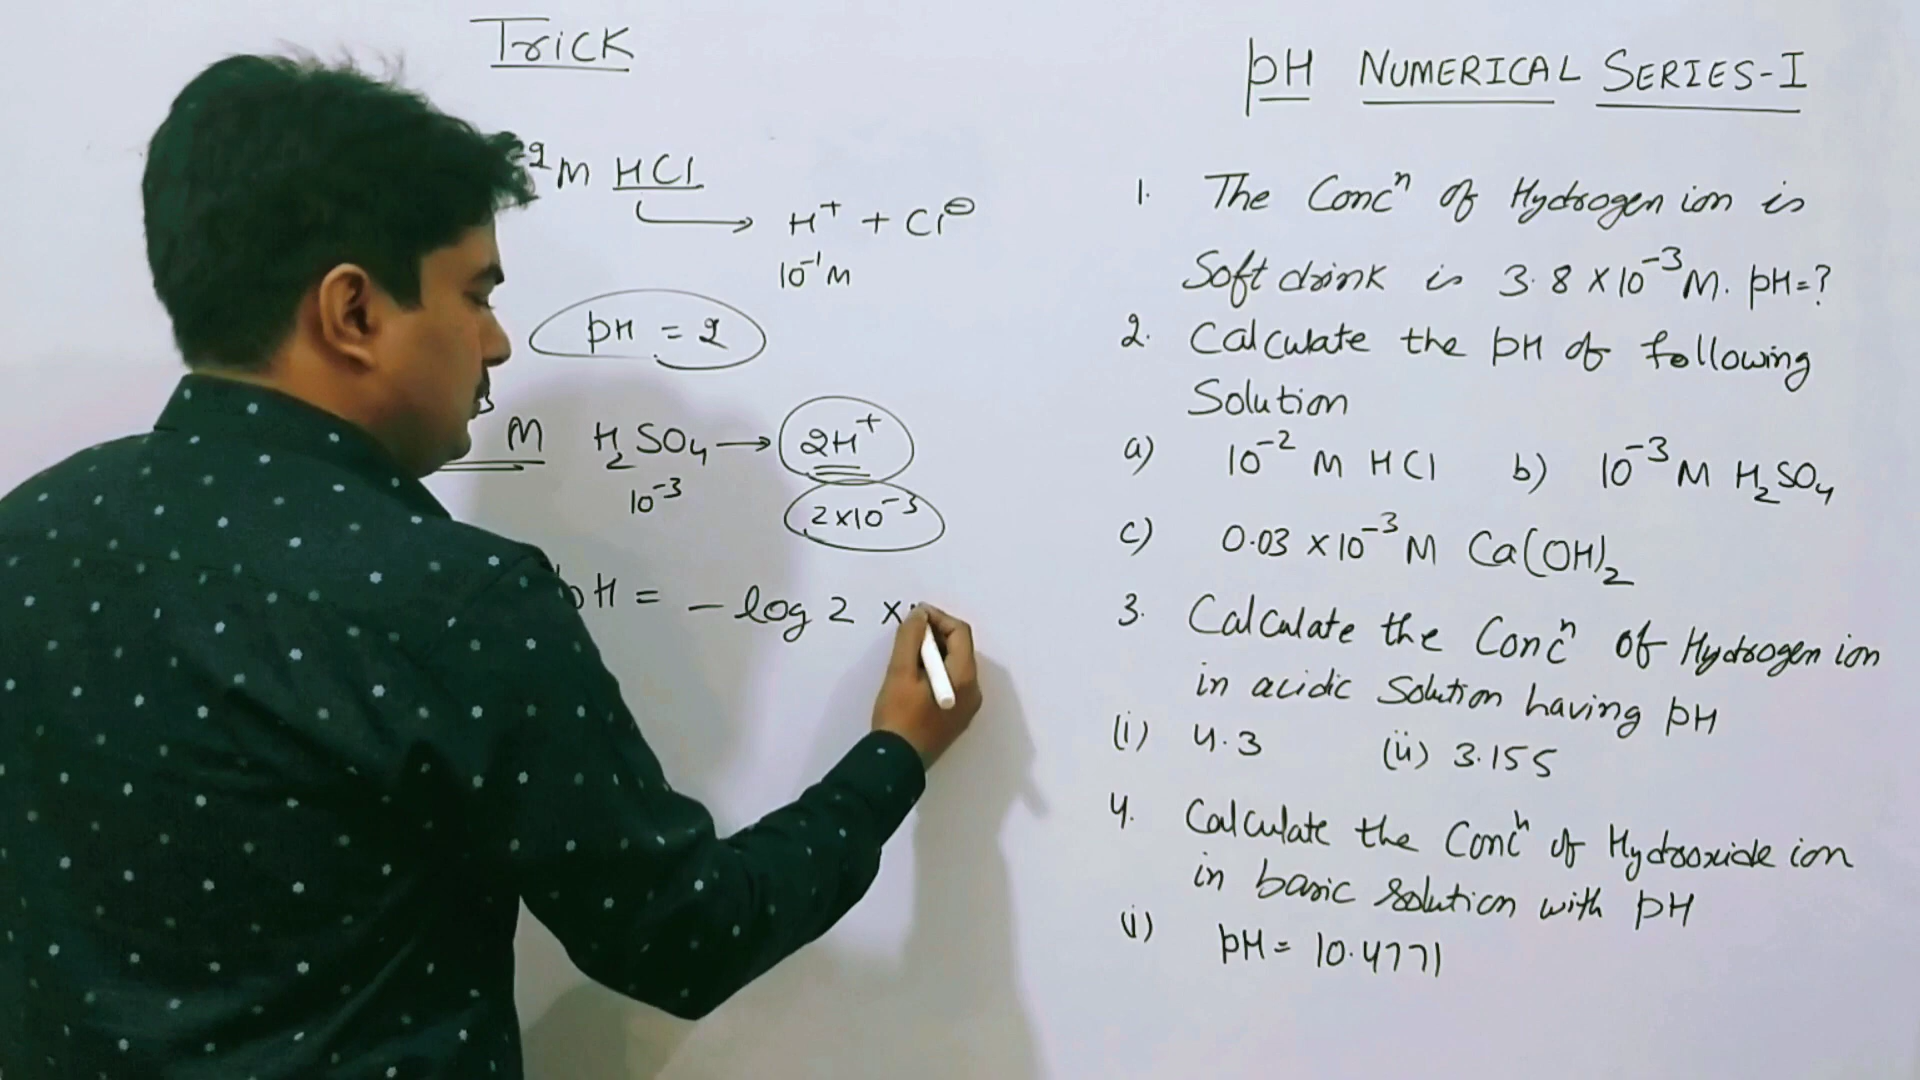 TRICK
-2 M HCl
H+ + Cl⊖
10-1 M
pH = 2
M H2SO4 → 2H+
10-3
2×10-3
pH = - log 2 ×
pH NUMERICAL SERIES-I
1. The Concn of Hydrogen ion is
Soft drink is 3.8 × 10-3 M. pH=?
2. Calculate the pH of following
Solution
a) 10-2 M HCl b) 10-3 M H2SO4
c) 0.03 × 10-3 M Ca(OH)2
3. Calculate the Concn of Hydrogen ion
in acidic Solution having pH
(i) 4.3 (ii) 3.155
4. Calculate the Concn of Hydrooxide ion
in basic solution with pH
(i) pH = 10.4771